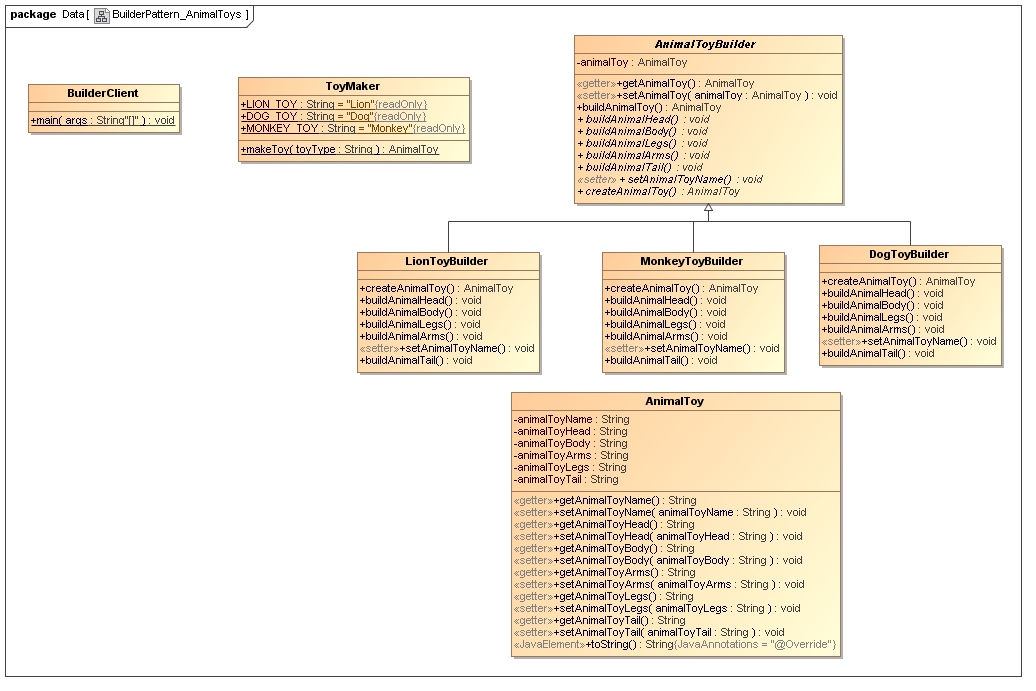 package Data[ BuilderPattern_AnimalToys ]
BuilderClient
+main( args : String"[]" ) : void
ToyMaker
+LION_TOY : String = "Lion"{readOnly}
+DOG_TOY : String = "Dog"{readOnly}
+MONKEY_TOY : String = "Monkey"{readOnly}
+makeToy( toyType : String ) : AnimalToy
AnimalToyBuilder
-animalToy : AnimalToy
«getter»+getAnimalToy() : AnimalToy
«setter»+setAnimalToy( animalToy : AnimalToy ) : void
+buildAnimalToy() : AnimalToy
+ buildAnimalHead() : void
+ buildAnimalBody() : void
+ buildAnimalLegs() : void
+ buildAnimalArms() : void
+ buildAnimalTail() : void
«setter» + setAnimalToyName() : void
+ createAnimalToy() : AnimalToy
LionToyBuilder
+createAnimalToy() : AnimalToy
+buildAnimalHead() : void
+buildAnimalBody() : void
+buildAnimalLegs() : void
+buildAnimalArms() : void
«setter»+setAnimalToyName() : void
+buildAnimalTail() : void
MonkeyToyBuilder
+createAnimalToy() : AnimalToy
+buildAnimalHead() : void
+buildAnimalBody() : void
+buildAnimalLegs() : void
+buildAnimalArms() : void
«setter»+setAnimalToyName() : void
+buildAnimalTail() : void
DogToyBuilder
+createAnimalToy() : AnimalToy
+buildAnimalHead() : void
+buildAnimalBody() : void
+buildAnimalLegs() : void
+buildAnimalArms() : void
«setter»+setAnimalToyName() : void
+buildAnimalTail() : void
AnimalToy
-animalToyName : String
-animalToyHead : String
-animalToyBody : String
-animalToyArms : String
-animalToyLegs : String
-animalToyTail : String
«getter»+getAnimalToyName() : String
«setter»+setAnimalToyName( animalToyName : String ) : void
«getter»+getAnimalToyHead() : String
«setter»+setAnimalToyHead( animalToyHead : String ) : void
«getter»+getAnimalToyBody() : String
«setter»+setAnimalToyBody( animalToyBody : String ) : void
«getter»+getAnimalToyArms() : String
«setter»+setAnimalToyArms( animalToyArms : String ) : void
«getter»+getAnimalToyLegs() : String
«setter»+setAnimalToyLegs( animalToyLegs : String ) : void
«getter»+getAnimalToyTail() : String
«setter»+setAnimalToyTail( animalToyTail : String ) : void
«JavaElement»+toString() : String{JavaAnnotations = "@Override"}